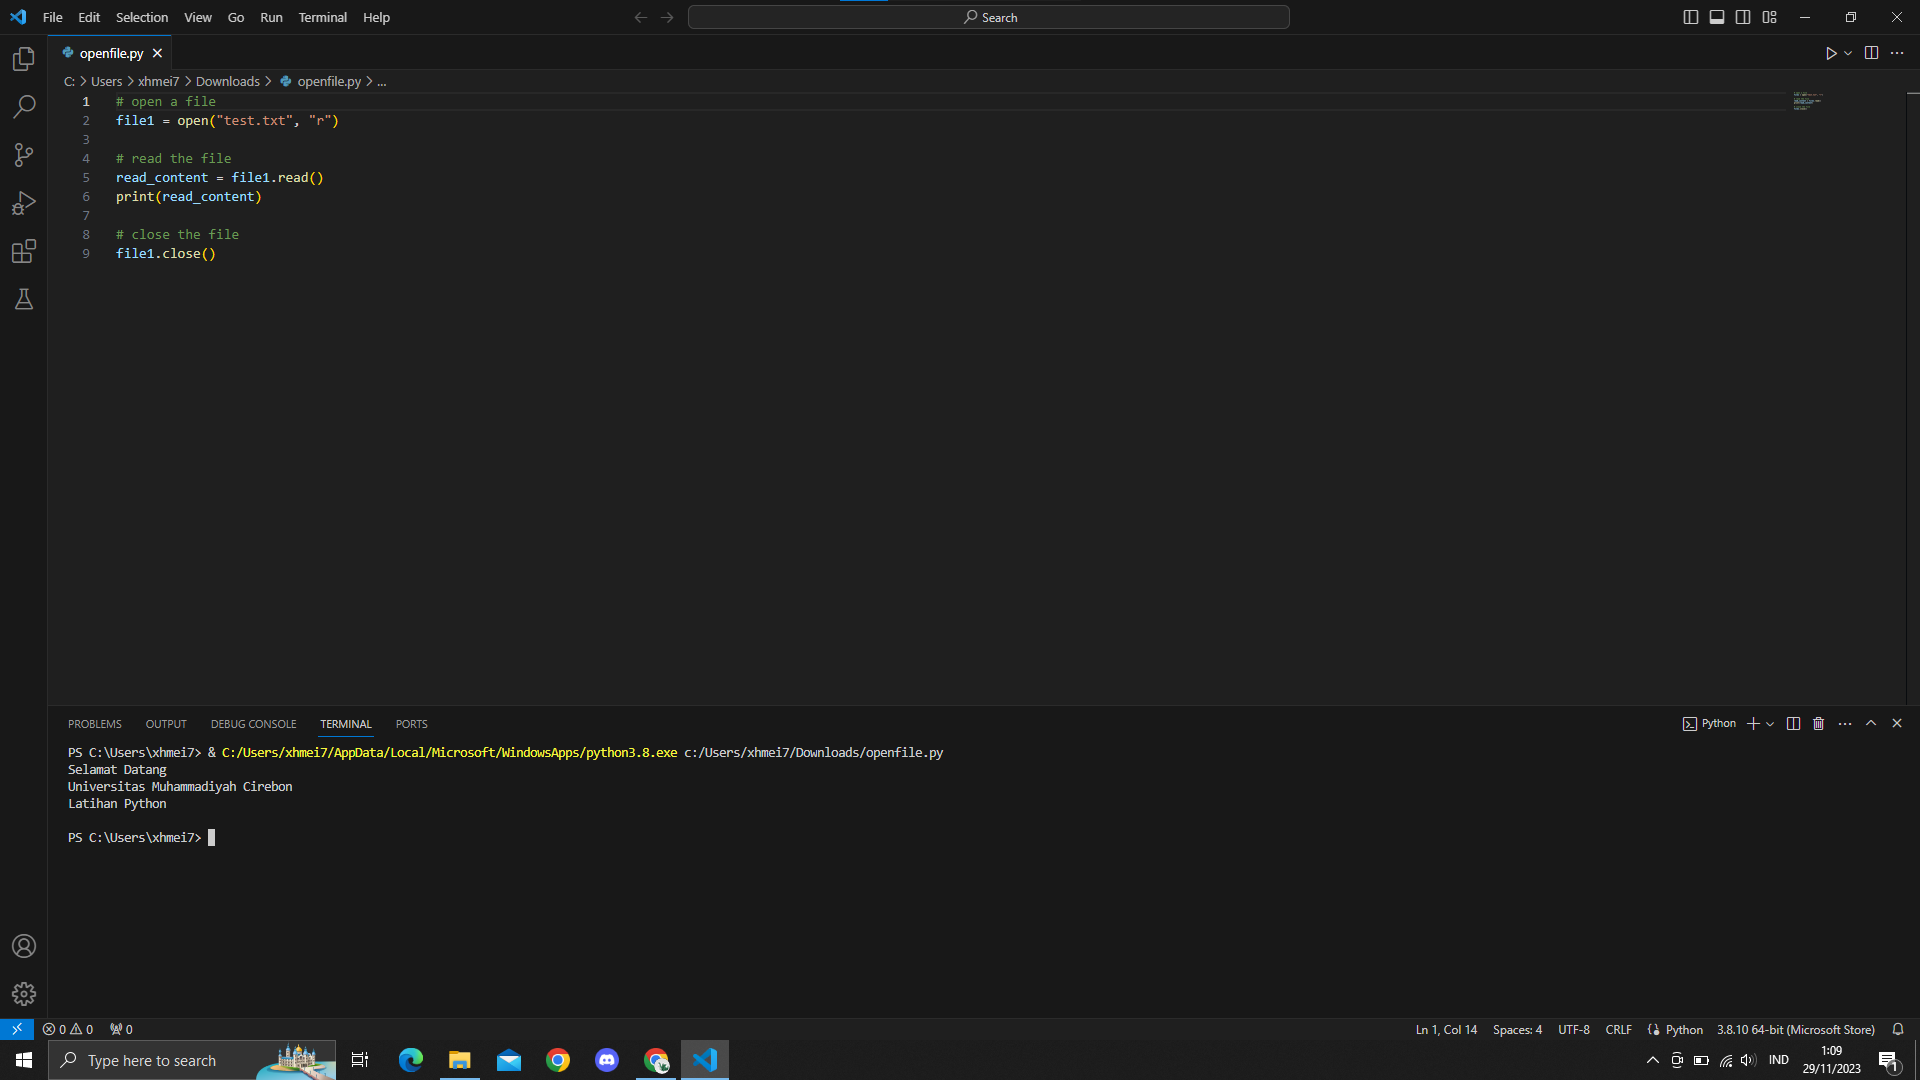 File Edit Selection View Go Run Terminal Help
Search
openfile.py
C: > Users > xhmei7 > Downloads > openfile.py > ...
1 # open a file
2 file1 = open("test.txt", "r")
3
4 # read the file
5 read_content = file1.read()
6 print(read_content)
7
8 # close the file
9 file1.close()
PROBLEMS OUTPUT DEBUG CONSOLE TERMINAL PORTS
Python
PS C:\Users\xhmei7> & C:/Users/xhmei7/AppData/Local/Microsoft/WindowsApps/python3.8.exe c:/Users/xhmei7/Downloads/openfile.py
Selamat Datang
Universitas Muhammadiyah Cirebon
Latihan Python
PS C:\Users\xhmei7>
0 0 0
Ln 1, Col 14 Spaces: 4 UTF-8 CRLF Python 3.8.10 64-bit (Microsoft Store)
Type here to search
IND
1:09
29/11/2023
1